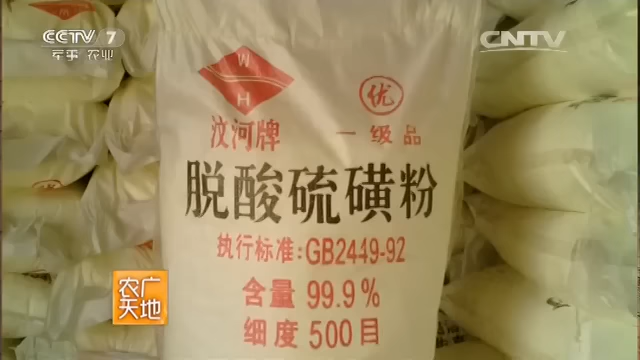 CCTV 7
军事 农业
CNTV
W
H
优
汶河牌
一级品
脱酸硫磺粉
执行标准:GB2449-92
含量 99.9%
细度 500目
农广
天地